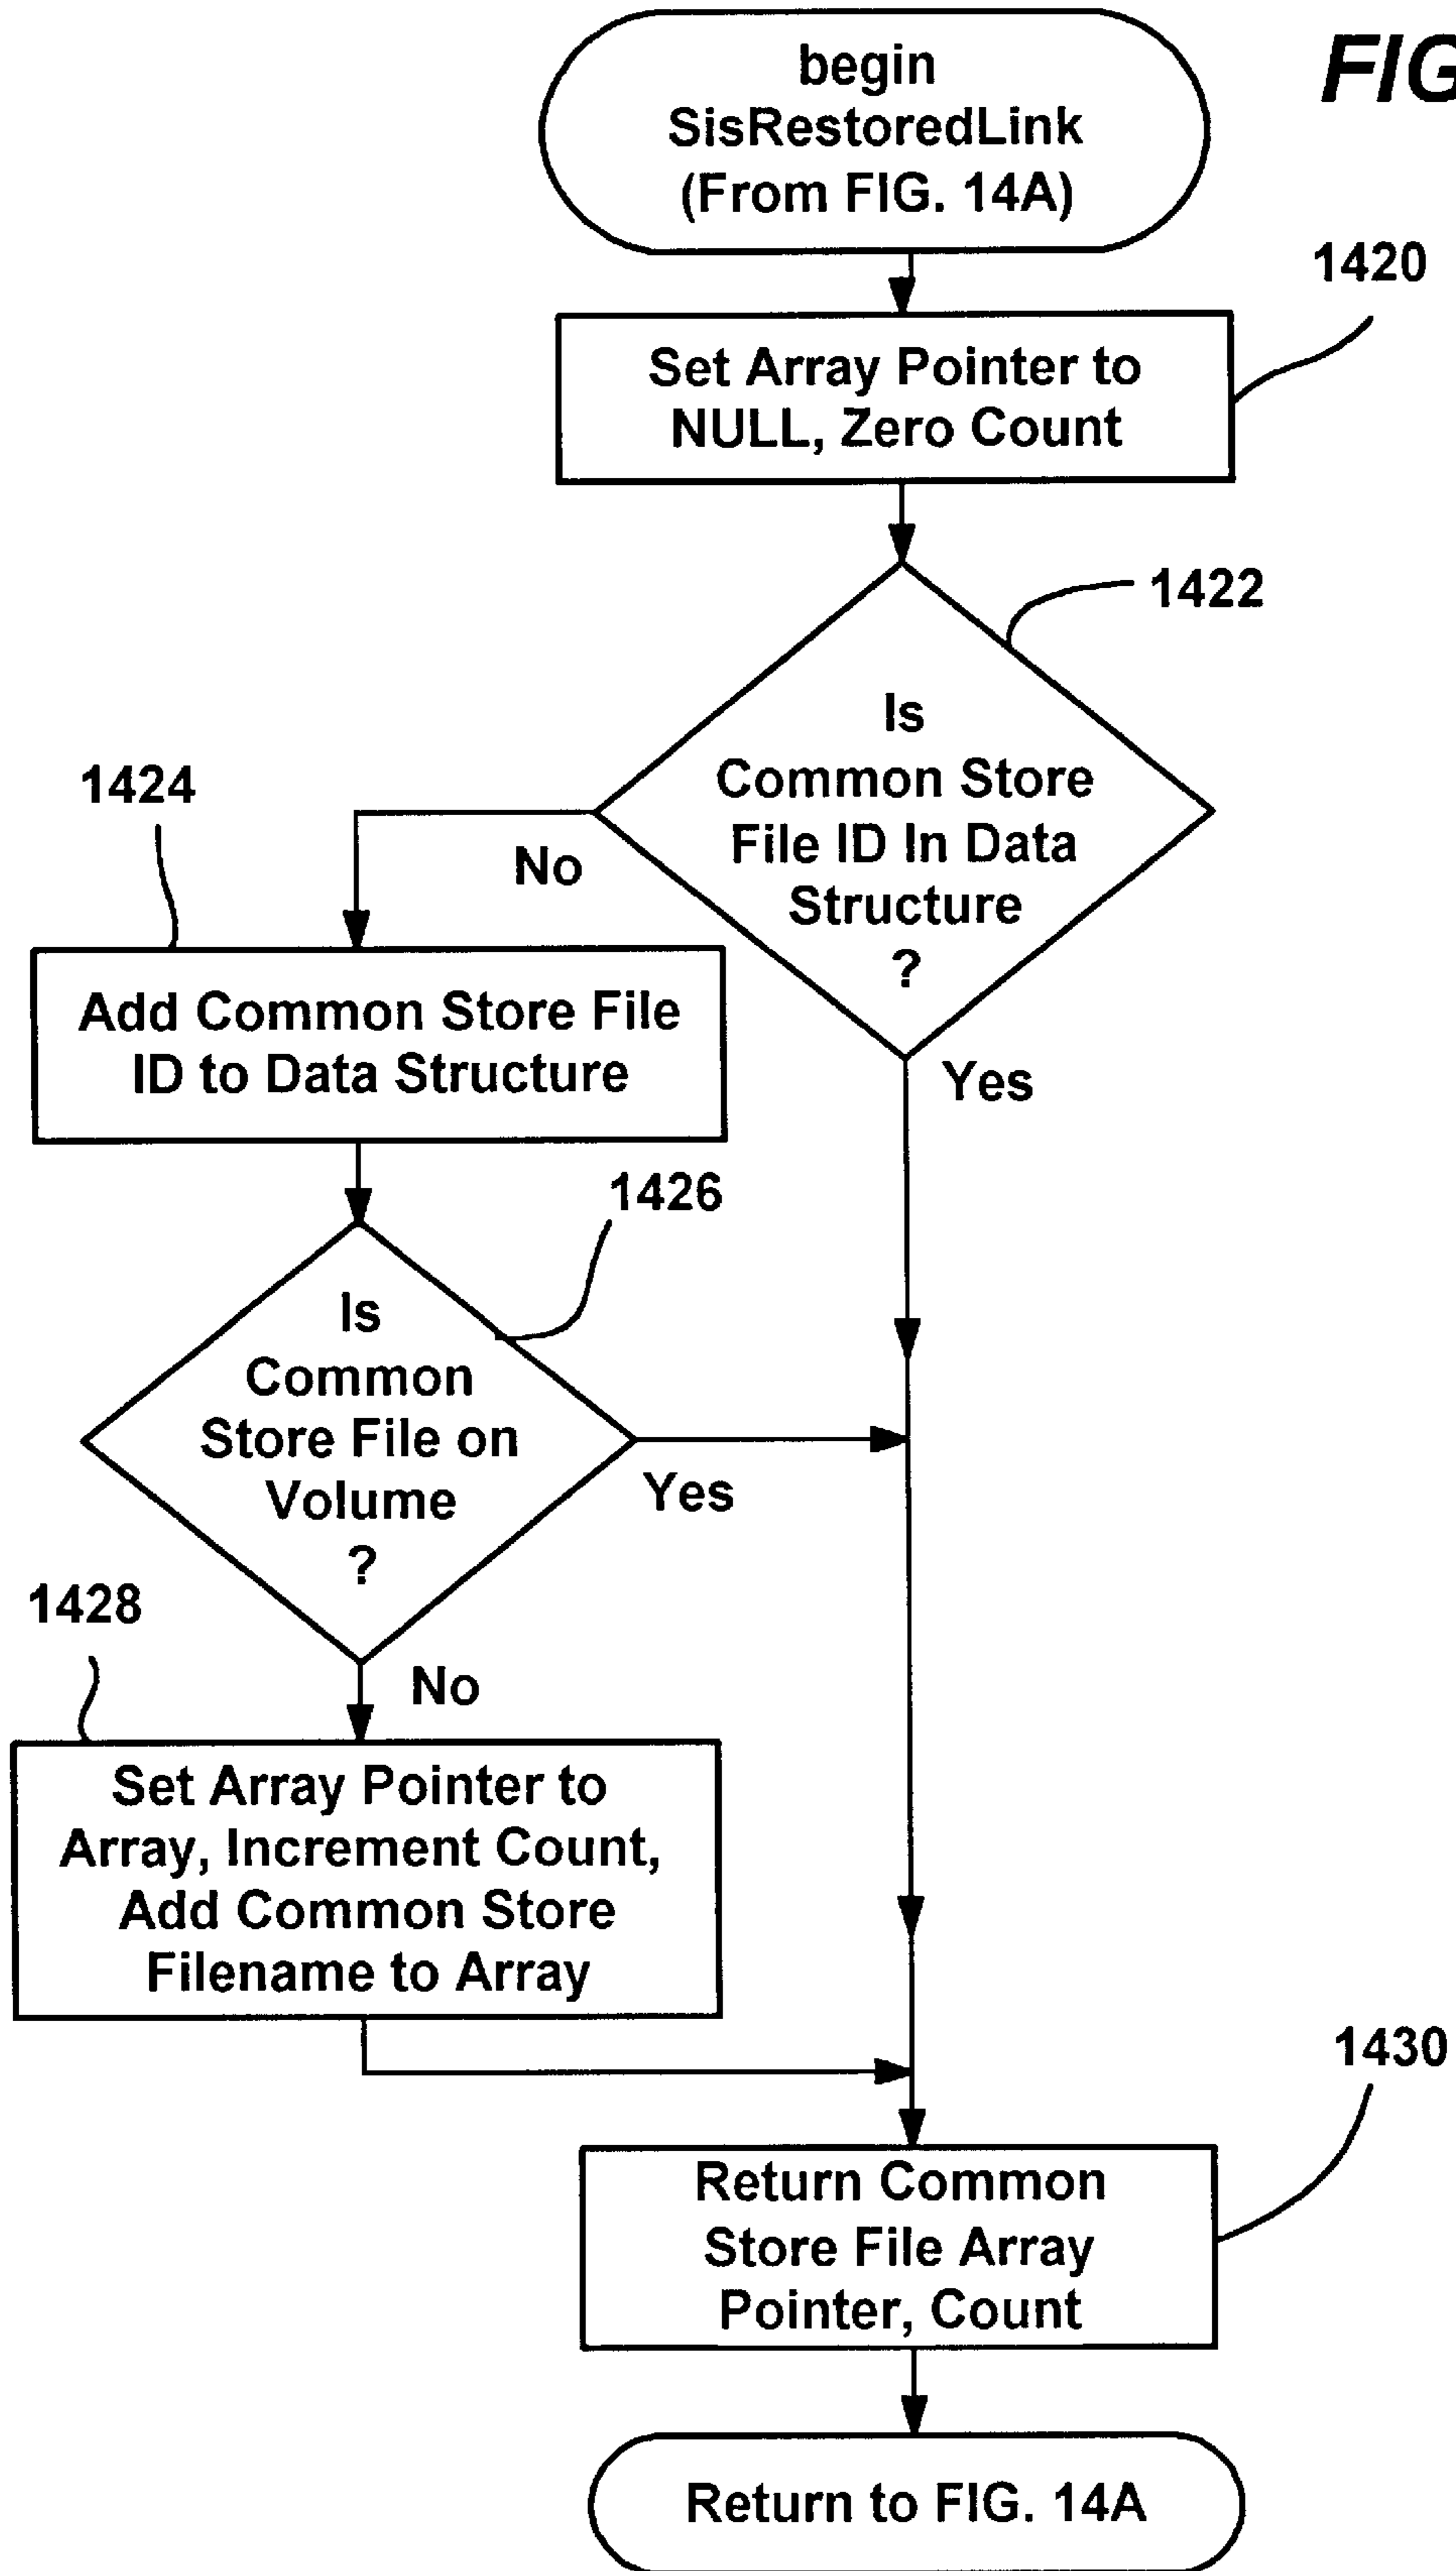 FIG
begin
SisRestoredLink
(From FIG. 14A)
1420
Set Array Pointer to
NULL, Zero Count
1422
Is
Common Store
File ID In Data
Structure
?
No
Yes
1424
Add Common Store File
ID to Data Structure
1426
Is
Common
Store File on
Volume
?
Yes
No
1428
Set Array Pointer to
Array, Increment Count,
Add Common Store
Filename to Array
1430
Return Common
Store File Array
Pointer, Count
Return to FIG. 14A